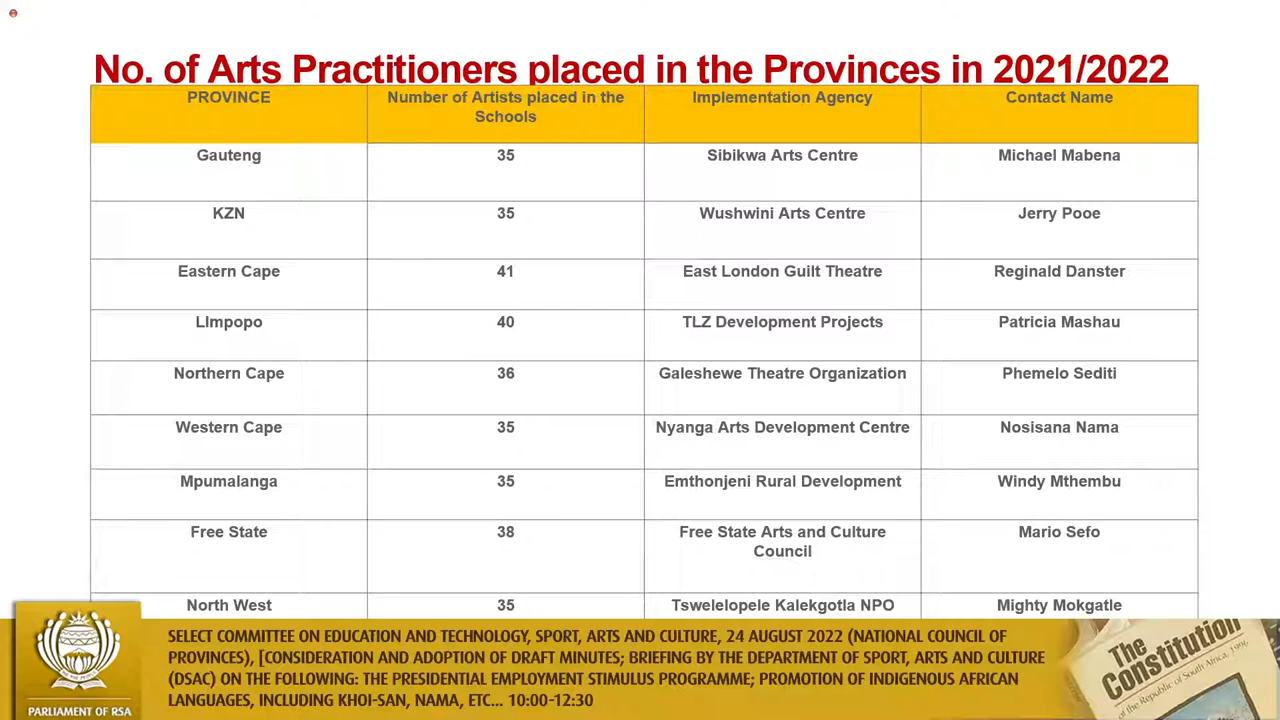 No. of Arts Practitioners placed in the Provinces in 2021/2022
PROVINCE Number of Artists placed in the Schools Implementation Agency Contact Name
Gauteng 35 Sibikwa Arts Centre Michael Mabena
KZN 35 Wushwini Arts Centre Jerry Pooe
Eastern Cape 41 East London Guilt Theatre Reginald Danster
LImpopo 40 TLZ Development Projects Patricia Mashau
Northern Cape 36 Galeshewe Theatre Organization Phemelo Sediti
Western Cape 35 Nyanga Arts Development Centre Nosisana Nama
Mpumalanga 35 Emthonjeni Rural Development Windy Mthembu
Free State 38 Free State Arts and Culture Council Mario Sefo
North West 35 Tswelelopele Kalekgotla NPO Mighty Mokgatle
SELECT COMMITTEE ON EDUCATION AND TECHNOLOGY, SPORT, ARTS AND CULTURE, 24 AUGUST 2022 (NATIONAL COUNCIL OF
PROVINCES), [CONSIDERATION AND ADOPTION OF DRAFT MINUTES; BRIEFING BY THE DEPARTMENT OF SPORT, ARTS AND CULTURE
(DSAC) ON THE FOLLOWING: THE PRESIDENTIAL EMPLOYMENT STIMULUS PROGRAMME; PROMOTION OF INDIGENOUS AFRICAN
LANGUAGES, INCLUDING KHOI-SAN, NAMA, ETC... 10:00-12:30
PARLIAMENT OF RSA
The
Constitution
of the Republic of South Africa, 1996